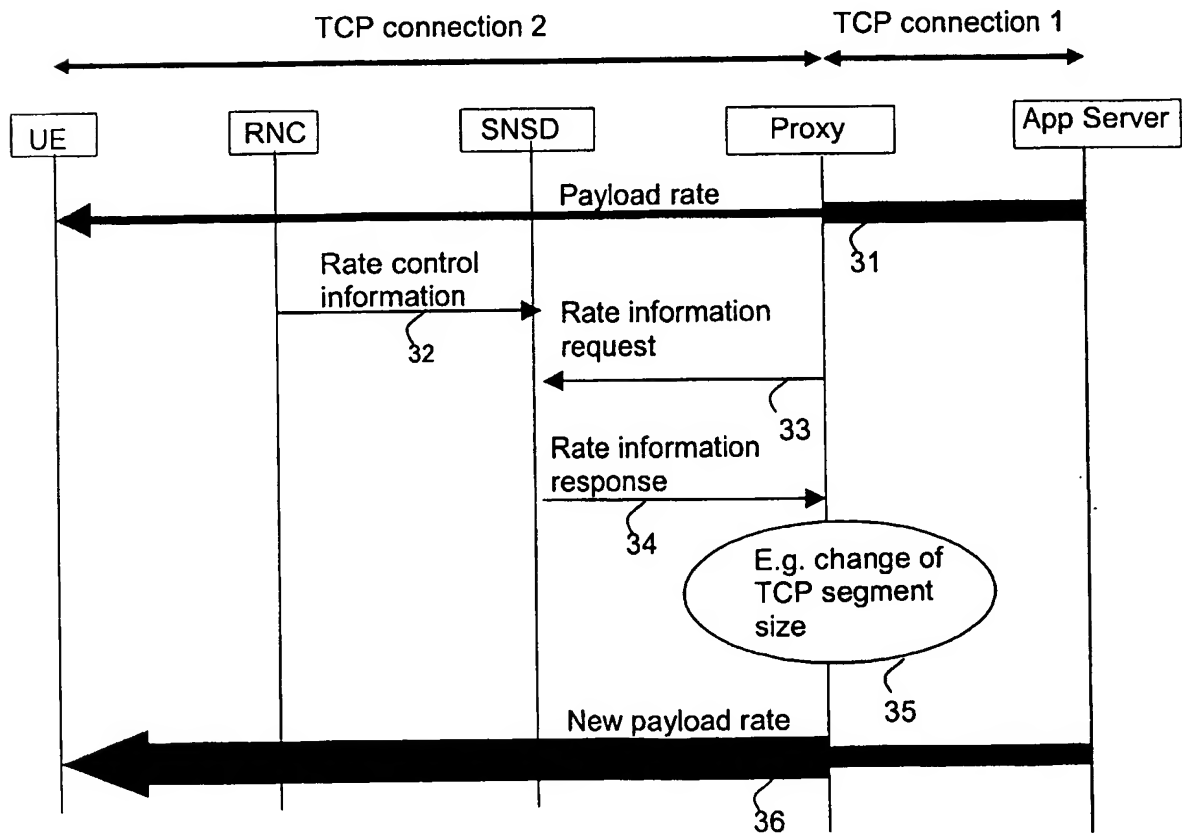 TCP connection 2
TCP connection 1
UE
RNC
SNSD
Proxy
App Server
Payload rate
31
Rate control
information
32
Rate information
request
33
Rate information
response
34
E.g. change of
TCP segment
size
35
New payload rate
36